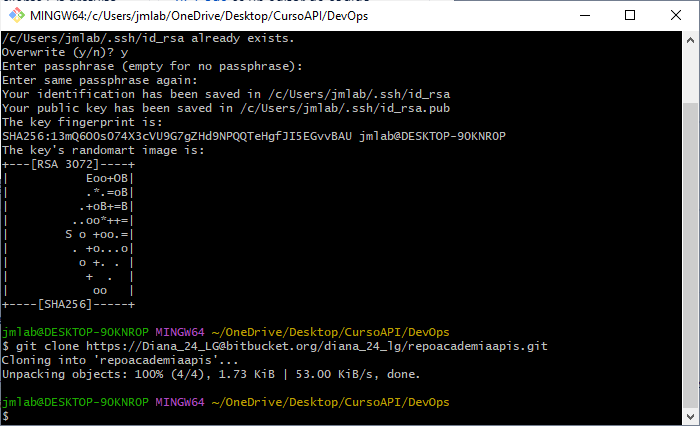 MINGW64:/c/Users/jmlab/OneDrive/Desktop/CursoAPI/DevOps
/c/Users/jmlab/.ssh/id_rsa already exists.
Overwrite (y/n)? y
Enter passphrase (empty for no passphrase):
Enter same passphrase again:
Your identification has been saved in /c/Users/jmlab/.ssh/id_rsa
Your public key has been saved in /c/Users/jmlab/.ssh/id_rsa.pub
The key fingerprint is:
SHA256:13mQ6OOsO74X3cVU9G7gZHd9NPQQTeHgfJI5EGvvBAU jmlab@DESKTOP-9OKNROP
The key's randomart image is:
+---[RSA 3072]----+
|          Eoo+OB|
|          .*.=oB|
|         .+oB+=B|
|        ..oo*++=|
|       S o +oo.=|
|        . +o...o|
|         o +. . |
|          +  .  |
|           oo   |
+----[SHA256]-----+
jmlab@DESKTOP-9OKNROP MINGW64 ~/OneDrive/Desktop/CursoAPI/DevOps
$ git clone https://Diana_24_LG@bitbucket.org/diana_24_lg/repoacademiaapis.git
Cloning into 'repoacademiaapis'...
Unpacking objects: 100% (4/4), 1.73 KiB | 53.00 KiB/s, done.
jmlab@DESKTOP-9OKNROP MINGW64 ~/OneDrive/Desktop/CursoAPI/DevOps
$